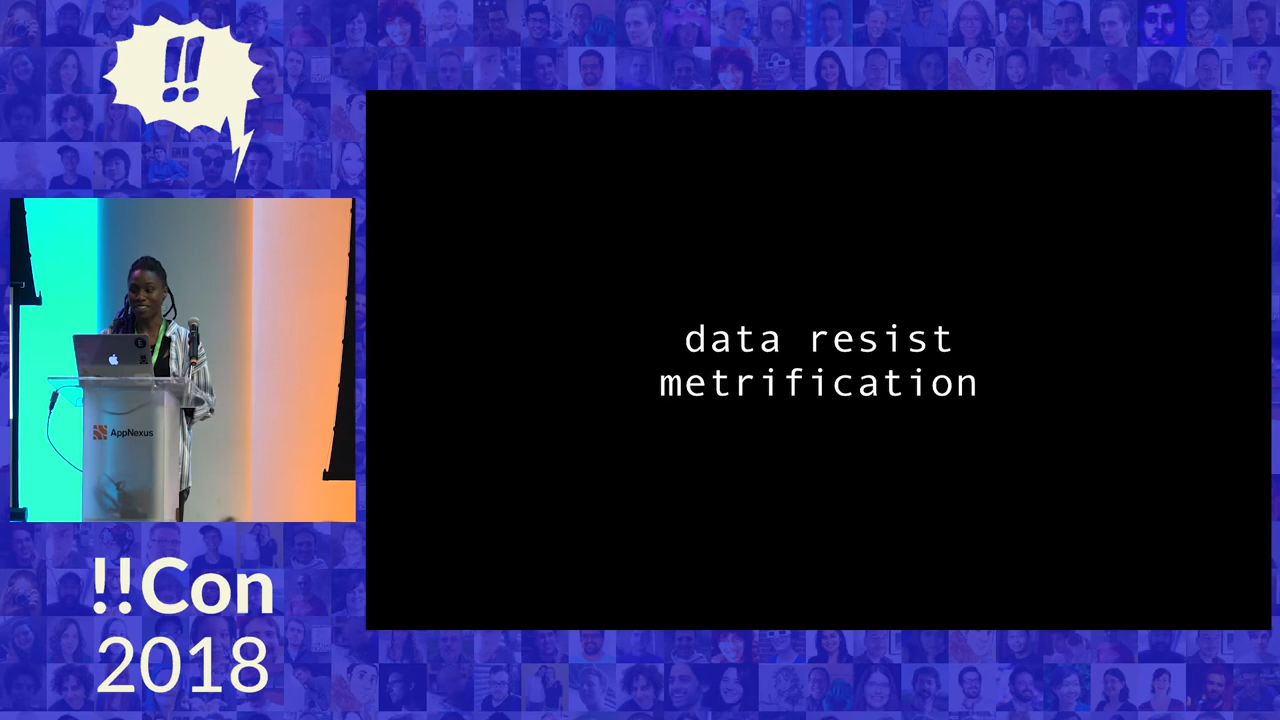 !!
AppNexus
!!Con
2018
data resist
metrification